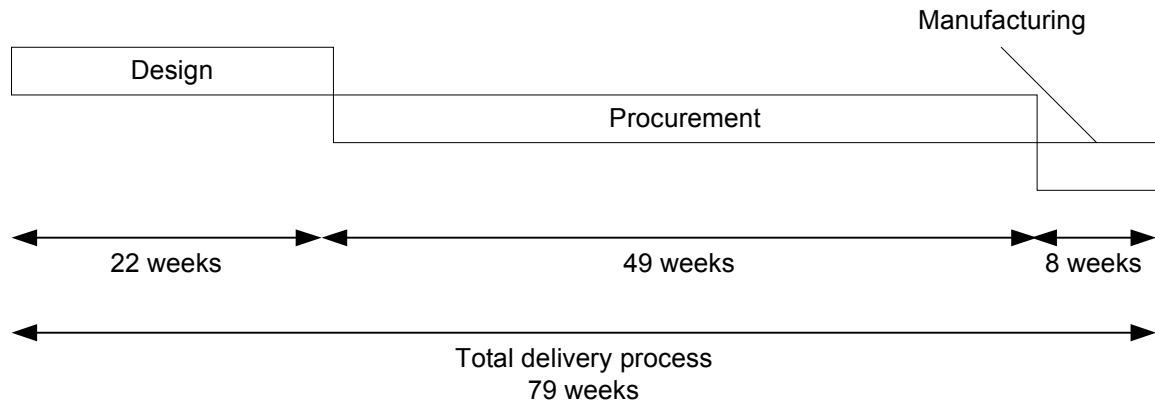 Manufacturing
Design
Procurement
22 weeks
49 weeks
8 weeks
Total delivery process
79 weeks